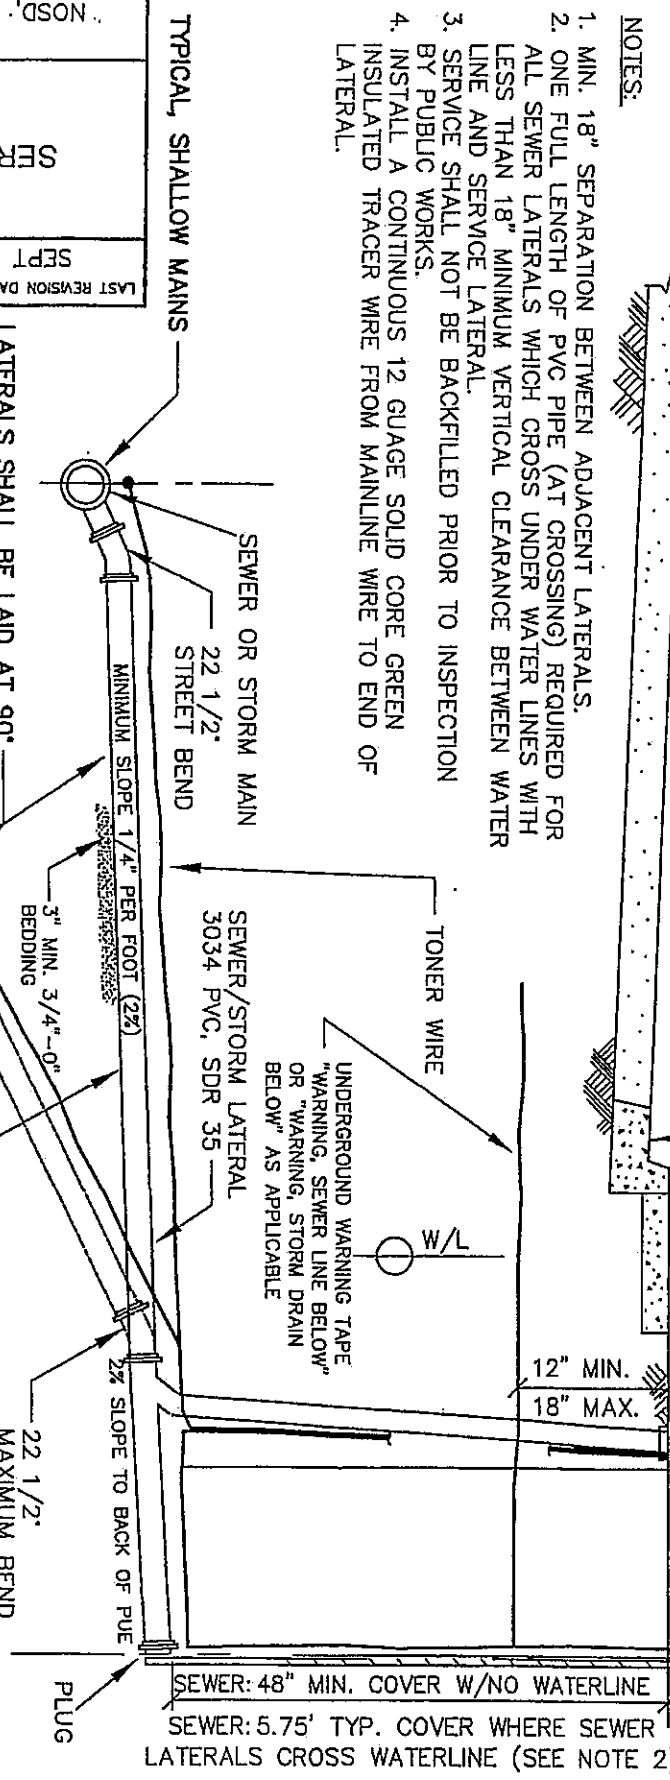 NOTES:
1. MIN. 18" SEPARATION BETWEEN ADJACENT LATERALS.
2. ONE FULL LENGTH OF PVC PIPE (AT CROSSING) REQUIRED FOR
ALL SEWER LATERALS WHICH CROSS UNDER WATER LINES WITH
LESS THAN 18" MINIMUM VERTICAL CLEARANCE BETWEEN WATER
LINE AND SERVICE LATERAL.
3. SERVICE SHALL NOT BE BACKFILLED PRIOR TO INSPECTION
BY PUBLIC WORKS.
4. INSTALL A CONTINUOUS 12 GUAGE SOLID CORE GREEN
INSULATED TRACER WIRE FROM MAINLINE WIRE TO END OF
LATERAL.
TYPICAL, SHALLOW MAINS
SEWER OR STORM MAIN
22 1/2°
STREET BEND
TONER WIRE
UNDERGROUND WARNING TAPE
"WARNING, SEWER LINE BELOW"
OR "WARNING, STORM DRAIN
BELOW" AS APPLICABLE
SEWER/STORM LATERAL
3034 PVC, SDR 35
W/L
12" MIN.
18" MAX.
MINIMUM SLOPE 1/4" PER FOOT (2%)
3" MIN. 3/4"-0"
BEDDING
2% SLOPE TO BACK OF PUE
22 1/2°
MAXIMUM BEND
PLUG
SEWER: 48" MIN. COVER W/NO WATERLINE
SEWER: 5.75' TYP. COVER WHERE SEWER
LATERALS CROSS WATERLINE (SEE NOTE 2
LATERALS SHALL BE LAID AT 90°
LAST REVISION DA
SEPT
SER
NOSD,